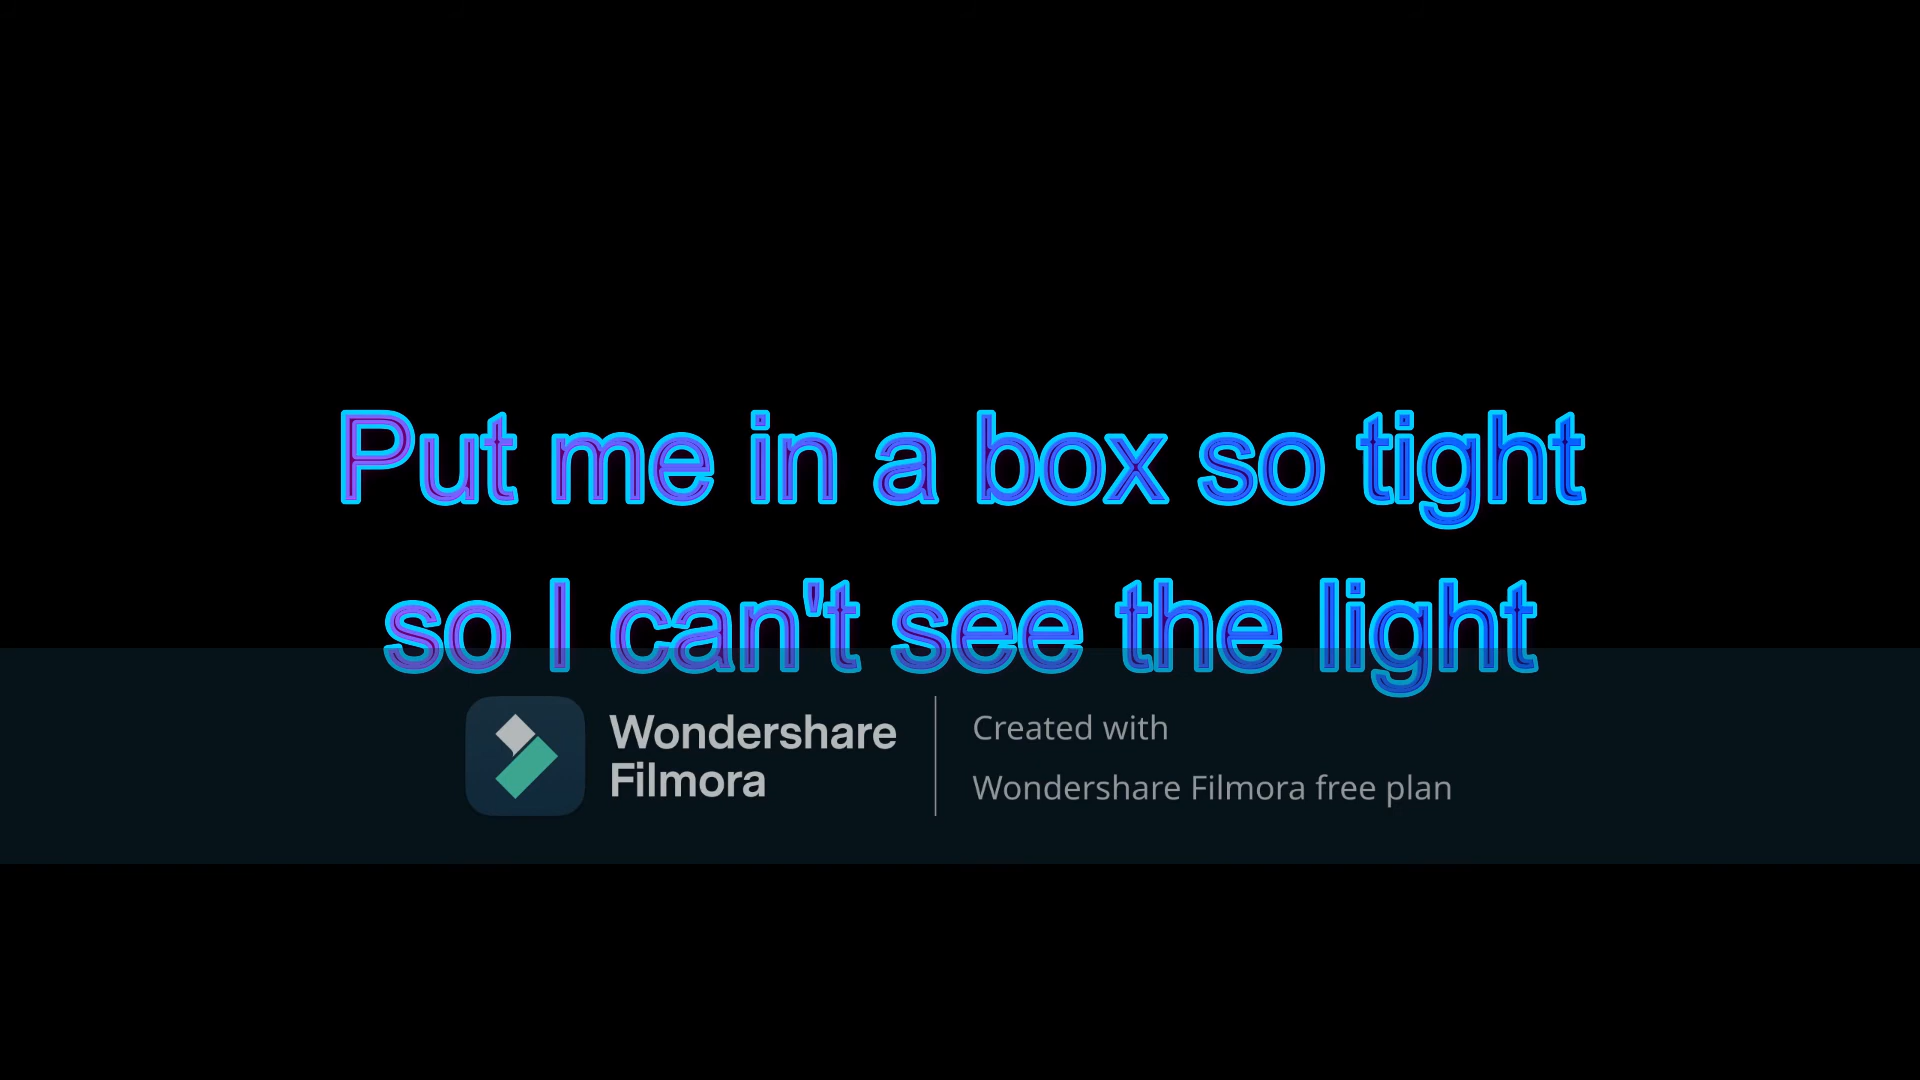 Put me in a box so tight
so I can't see the light
Wondershare
Filmora
Created with
Wondershare Filmora free plan